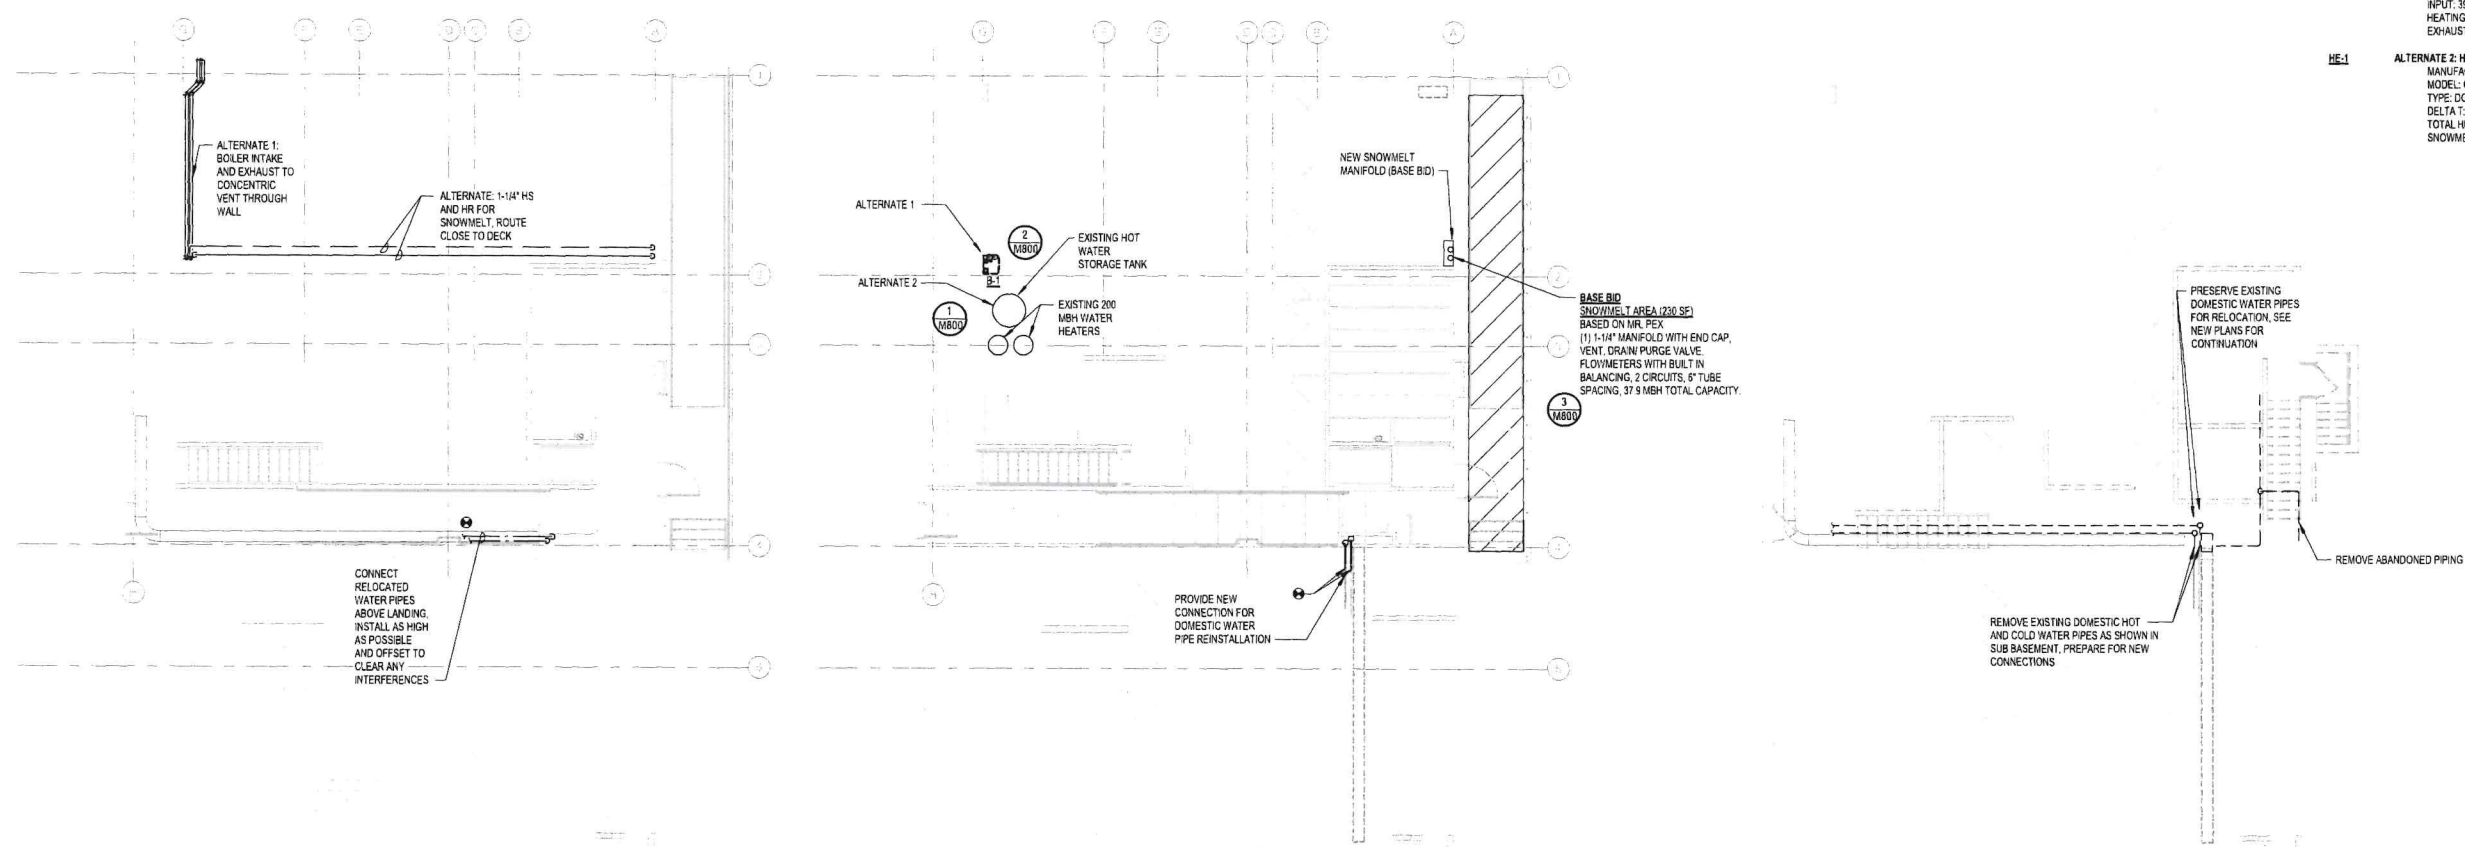 ALTERNATE 1:
BOILER INTAKE
AND EXHAUST TO
CONCENTRIC
VENT THROUGH
WALL
ALTERNATE: 1-1/4" HS
AND HR FOR
SNOWMELT, ROUTE
CLOSE TO DECK
CONNECT
RELOCATED
WATER PIPES
ABOVE LANDING,
INSTALL AS HIGH
AS POSSIBLE
AND OFFSET TO
CLEAR ANY
INTERFERENCES
ALTERNATE 1
2
M800
EXISTING HOT
WATER
STORAGE TANK
B-1
ALTERNATE 2
1
M800
EXISTING 200
MBH WATER
HEATERS
NEW SNOWMELT
MANIFOLD (BASE BID)
BASE BID
SNOWMELT AREA (230 SF)
BASED ON MR. PEX
(1) 1-1/4" MANIFOLD WITH END CAP,
VENT, DRAIN/ PURGE VALVE,
FLOWMETERS WITH BUILT IN
BALANCING, 2 CIRCUITS, 6" TUBE
SPACING, 37.9 MBH TOTAL CAPACITY.
3
M800
PROVIDE NEW
CONNECTION FOR
DOMESTIC WATER
PIPE REINSTALLATION
PRESERVE EXISTING
DOMESTIC WATER PIPES
FOR RELOCATION, SEE
NEW PLANS FOR
CONTINUATION
REMOVE ABANDONED PIPING
REMOVE EXISTING DOMESTIC HOT
AND COLD WATER PIPES AS SHOWN IN
SUB BASEMENT, PREPARE FOR NEW
CONNECTIONS
INPUT:
HEATING
EXHAUST
HE-1
ALTERNATE 2:
MODEL:
TYPE:
DELTA T:
TOTAL